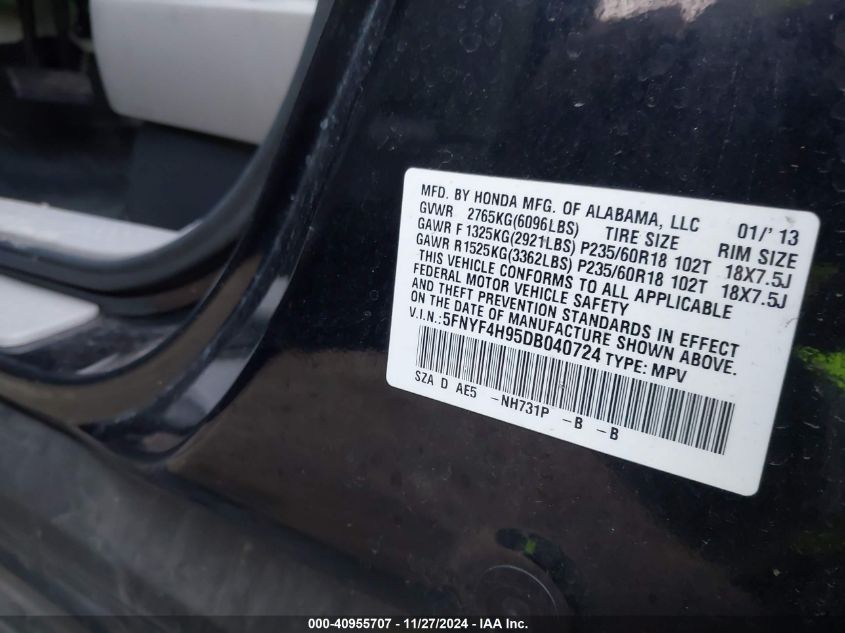 MFD. BY HONDA MFG. OF ALABAMA, LLC 01/' 13
GVWR 2765KG(6096LBS) TIRE SIZE RIM SIZE
GAWR F 1325KG(2921LBS) P235/60R18 102T 18X7.5J
GAWR R1525KG(3362LBS) P235/60R18 102T 18X7.5J
THIS VEHICLE CONFORMS TO ALL APPLICABLE
FEDERAL MOTOR VEHICLE SAFETY
AND THEFT PREVENTION STANDARDS IN EFFECT
ON THE DATE OF MANUFACTURE SHOWN ABOVE.
V.I.N.:5FNYF4H95DB040724 TYPE: MPV
SZA D AE5 -NH731P -B -B
000-40955707 - 11/27/2024 - IAAI.COM